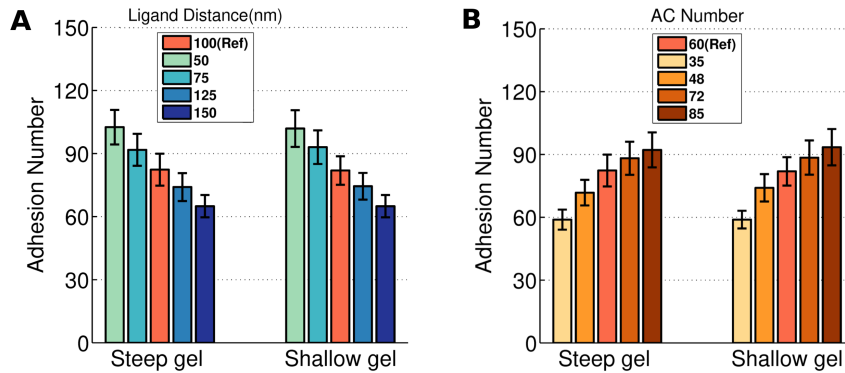 A
Ligand Distance(nm)
Adhesion Number
150
120
90
60
30
0
100(Ref)
50
75
125
150
Steep gel
Shallow gel
B
AC Number
Adhesion Number
150
120
90
60
30
0
60(Ref)
35
48
72
85
Steep gel
Shallow gel